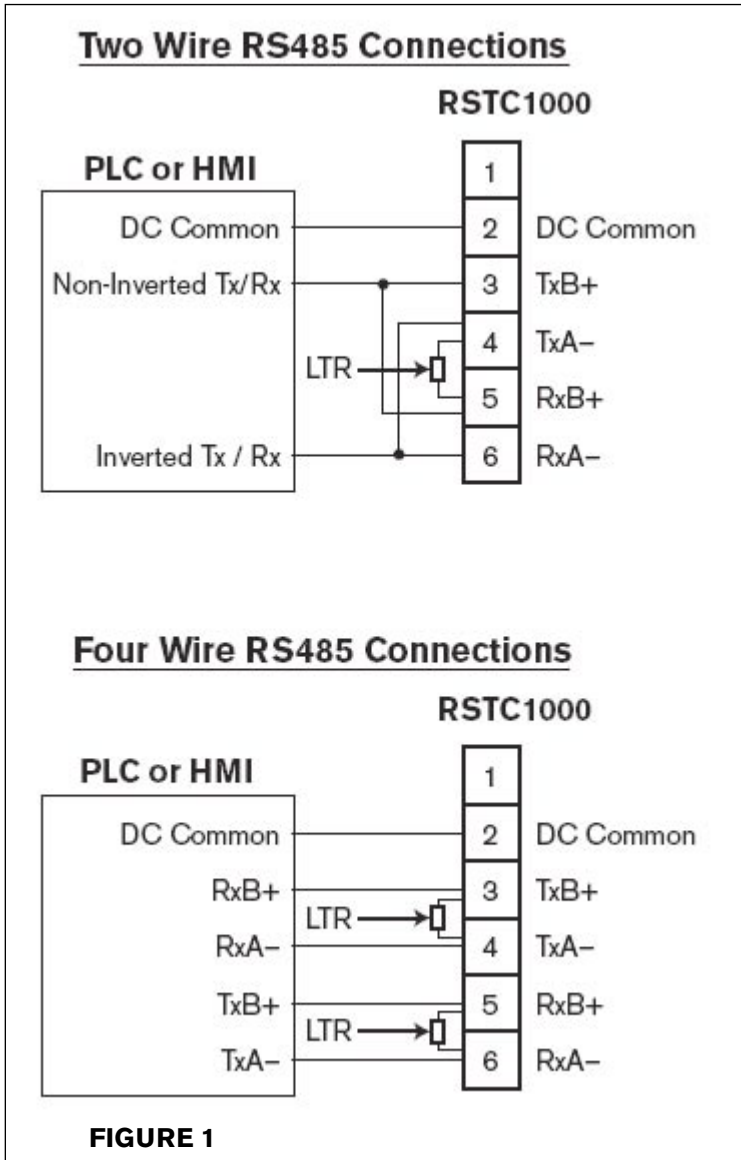 Two Wire RS485 Connections
RSTC1000
PLC or HMI
1
DC Common 2 DC Common
Non-Inverted Tx/Rx 3 TxB+
4 TxA–
LTR
5 RxB+
Inverted Tx / Rx 6 RxA–
Four Wire RS485 Connections
RSTC1000
PLC or HMI
1
DC Common 2 DC Common
RxB+ 3 TxB+
LTR
RxA– 4 TxA–
TxB+ 5 RxB+
LTR
TxA– 6 RxA–
FIGURE 1